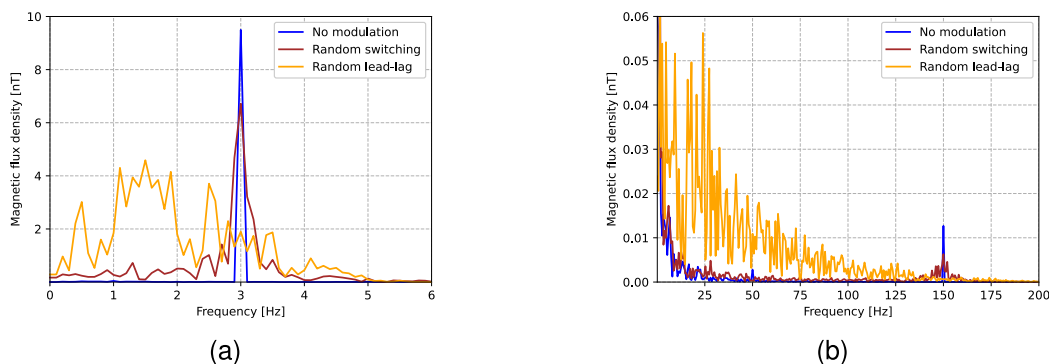 10
8
6
4
2
Magnetic flux density [nT]
0
1
2
3
4
5
6
Frequency [Hz]
No modulation
Random switching
Random lead-lag
(a)
0.06
0.05
0.04
0.03
0.02
0.01
0.00
Magnetic flux density [nT]
25
50
75
100
125
150
175
200
Frequency [Hz]
No modulation
Random switching
Random lead-lag
(b)